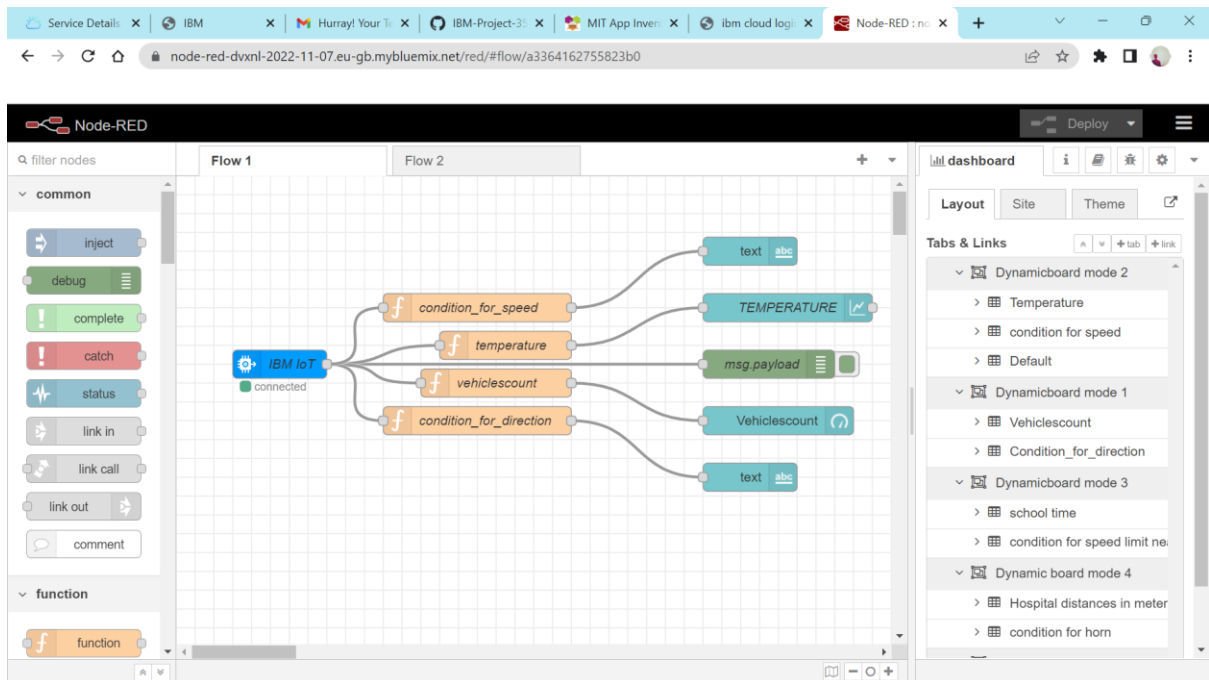 Service Details
IBM
Hurray! Your Te
IBM-Project-35
MIT App Inven
ibm cloud logi
Node-RED : no
node-red-dvxnl-2022-11-07.eu-gb.mybluemix.net/red/#flow/a3364162755823b0
Node-RED
Deploy
filter nodes
Flow 1
Flow 2
dashboard
i
common
Layout
Site
Theme
Tabs & Links
+ tab
+ link
inject
debug
complete
catch
status
link in
link call
link out
comment
function
f function
text abc
f condition_for_speed
TEMPERATURE
f temperature
IBM IoT
connected
msg.payload
f vehiclescount
f condition_for_direction
Vehiclescount
text abc
Dynamicboard mode 2
Temperature
condition for speed
Default
Dynamicboard mode 1
Vehiclescount
Condition_for_direction
Dynamicboard mode 3
school time
condition for speed limit ne
Dynamic board mode 4
Hospital distances in meter
condition for horn